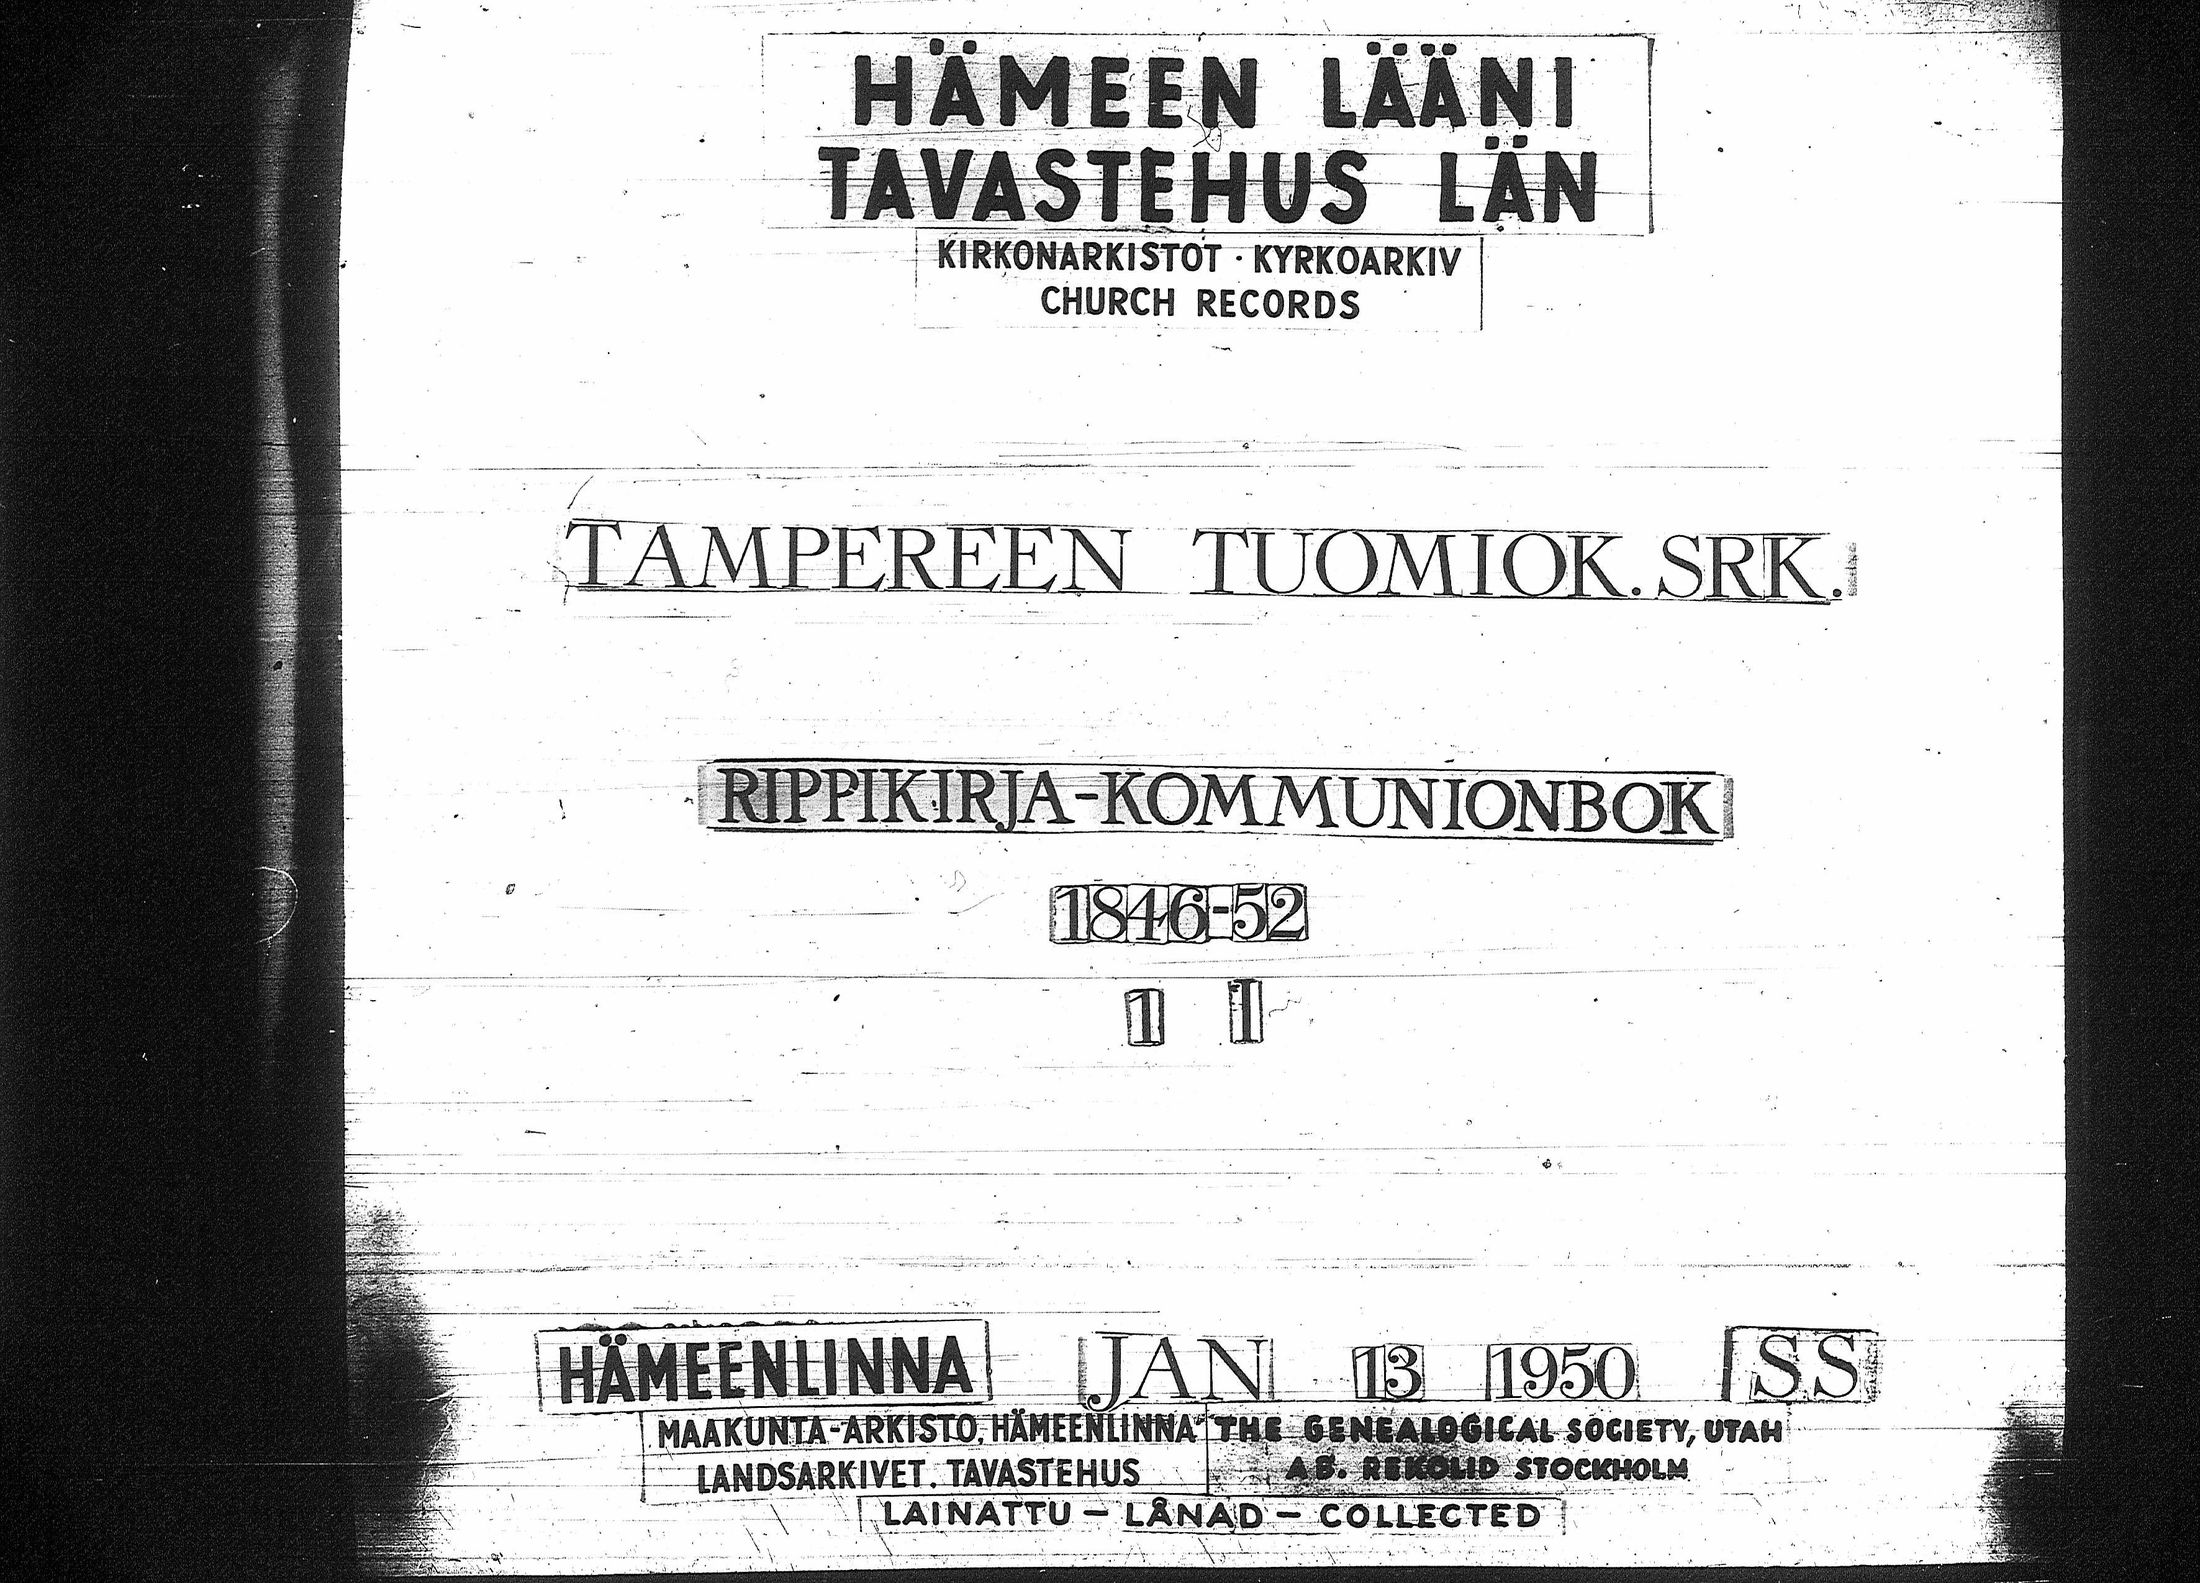 HÄMEEN LÄÄNI
TAVASTEHUS LÄN
KIRKONARKISTOT · KYRKOARKIV
CHURCH RECORDS
TAMPEREEN TUOMIOK. SRK.
RIPPIKIRJA-KOMMUNIONBOK
1846-52
1 I
HÄMEENLINNA JAN 13 1950 SS
MAAKUNTA-ARKISTO, HÄMEENLINNA
LANDSARKIVET. TAVASTEHUS
THE GENEALOGICAL SOCIETY, UTAH
AB. REKOLID STOCKHOLM
LAINATTU – LÅNAD – COLLECTED